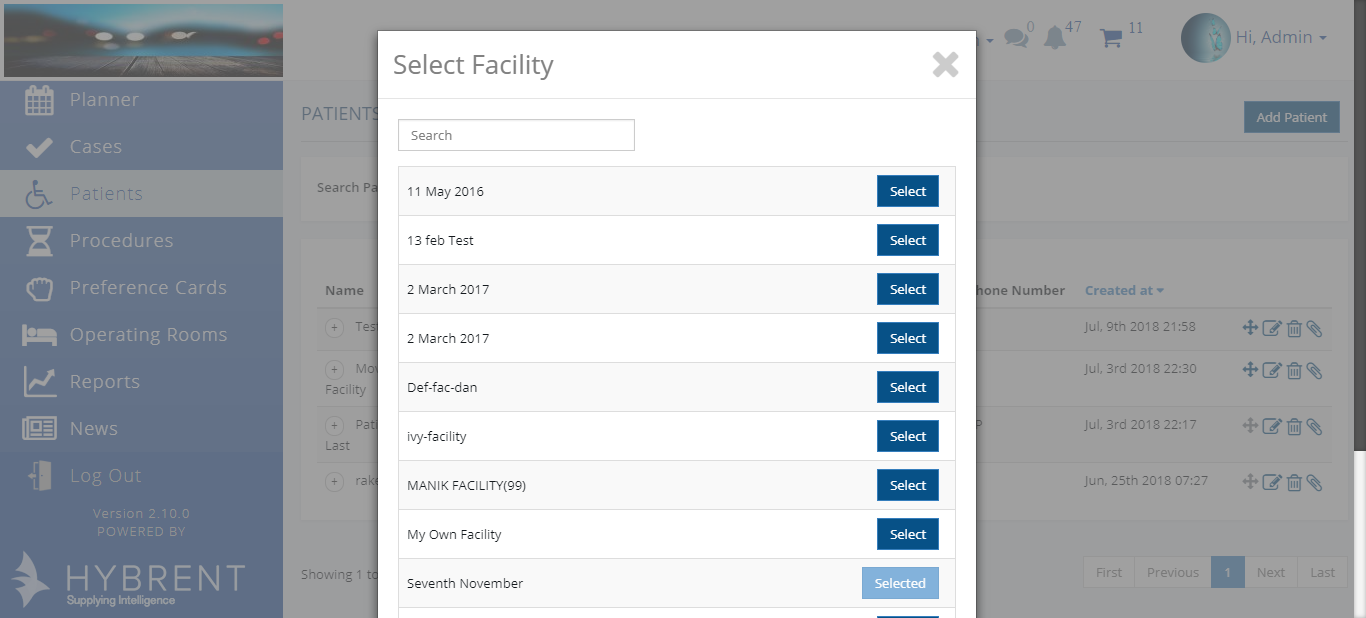 0
47
11
Hi, Admin
Planner
Cases
Patients
Procedures
Preference Cards
Operating Rooms
Reports
News
Log Out
Version 2.10.0
POWERED BY
HYBRENT
Supplying Intelligence
PATIENTS
Add Patient
Search Pa
Name
hone Number
Created at
Tes
Jul, 9th 2018 21:58
Mov
Facility
Jul, 3rd 2018 22:30
Pati
Last
P
Jul, 3rd 2018 22:17
rake
Jun, 25th 2018 07:27
Showing 1 to
First Previous 1 Next Last
Select Facility
Search
11 May 2016 Select
13 feb Test Select
2 March 2017 Select
2 March 2017 Select
Def-fac-dan Select
ivy-facility Select
MANIK FACILITY(99) Select
My Own Facility Select
Seventh November Selected